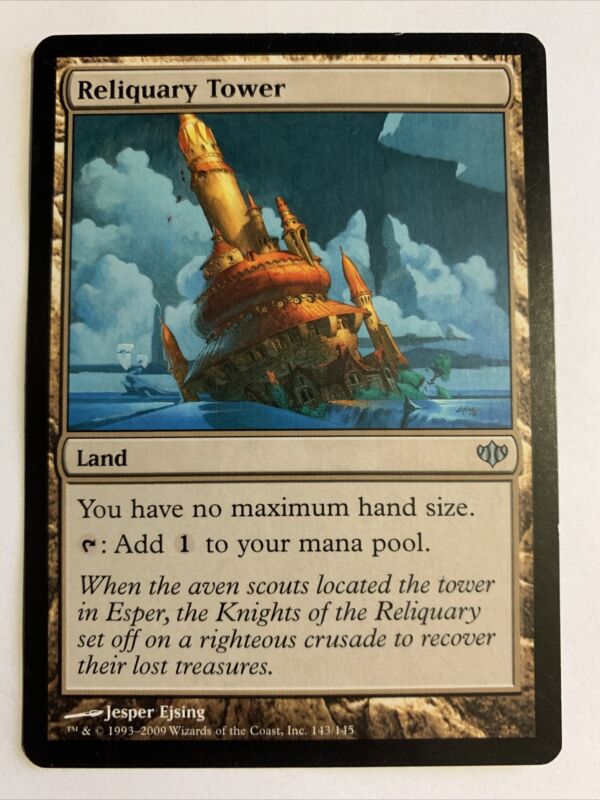 Reliquary Tower
Land
You have no maximum hand size.
: Add 1 to your mana pool.
When the aven scouts located the tower
in Esper, the Knights of the Reliquary
set off on a righteous crusade to recover
their lost treasures.
Jesper Ejsing
™ & © 1993–2009 Wizards of the Coast, Inc. 143/145